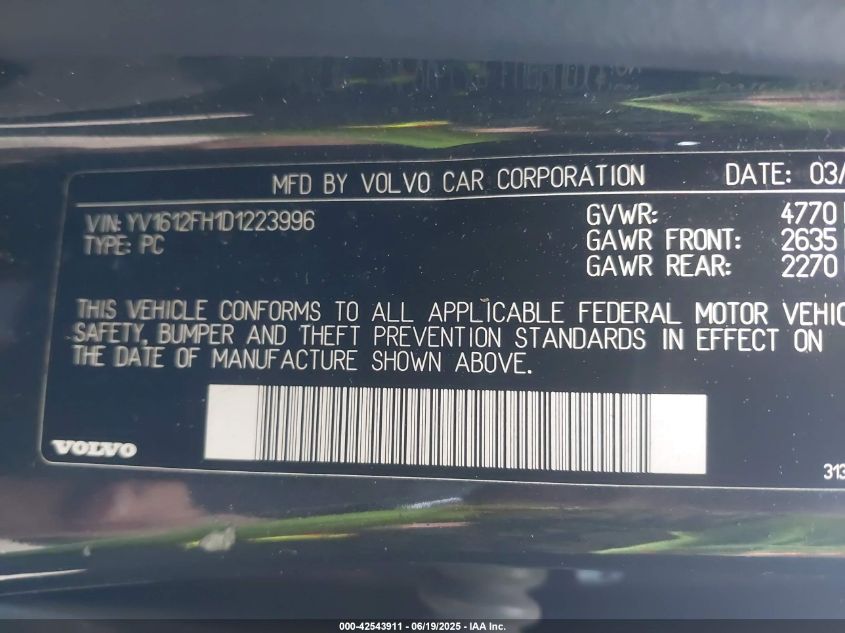 MFD BY VOLVO CAR CORPORATION DATE: 03/
VIN: YV1612FH1D1223996 GVWR: 4770
TYPE: PC GAWR FRONT: 2635
GAWR REAR: 2270
THIS VEHICLE CONFORMS TO ALL APPLICABLE FEDERAL MOTOR VEHIC
SAFETY, BUMPER AND THEFT PREVENTION STANDARDS IN EFFECT ON
THE DATE OF MANUFACTURE SHOWN ABOVE.
VOLVO
313
000-42543911 - 06/19/2025 - IAA Inc.